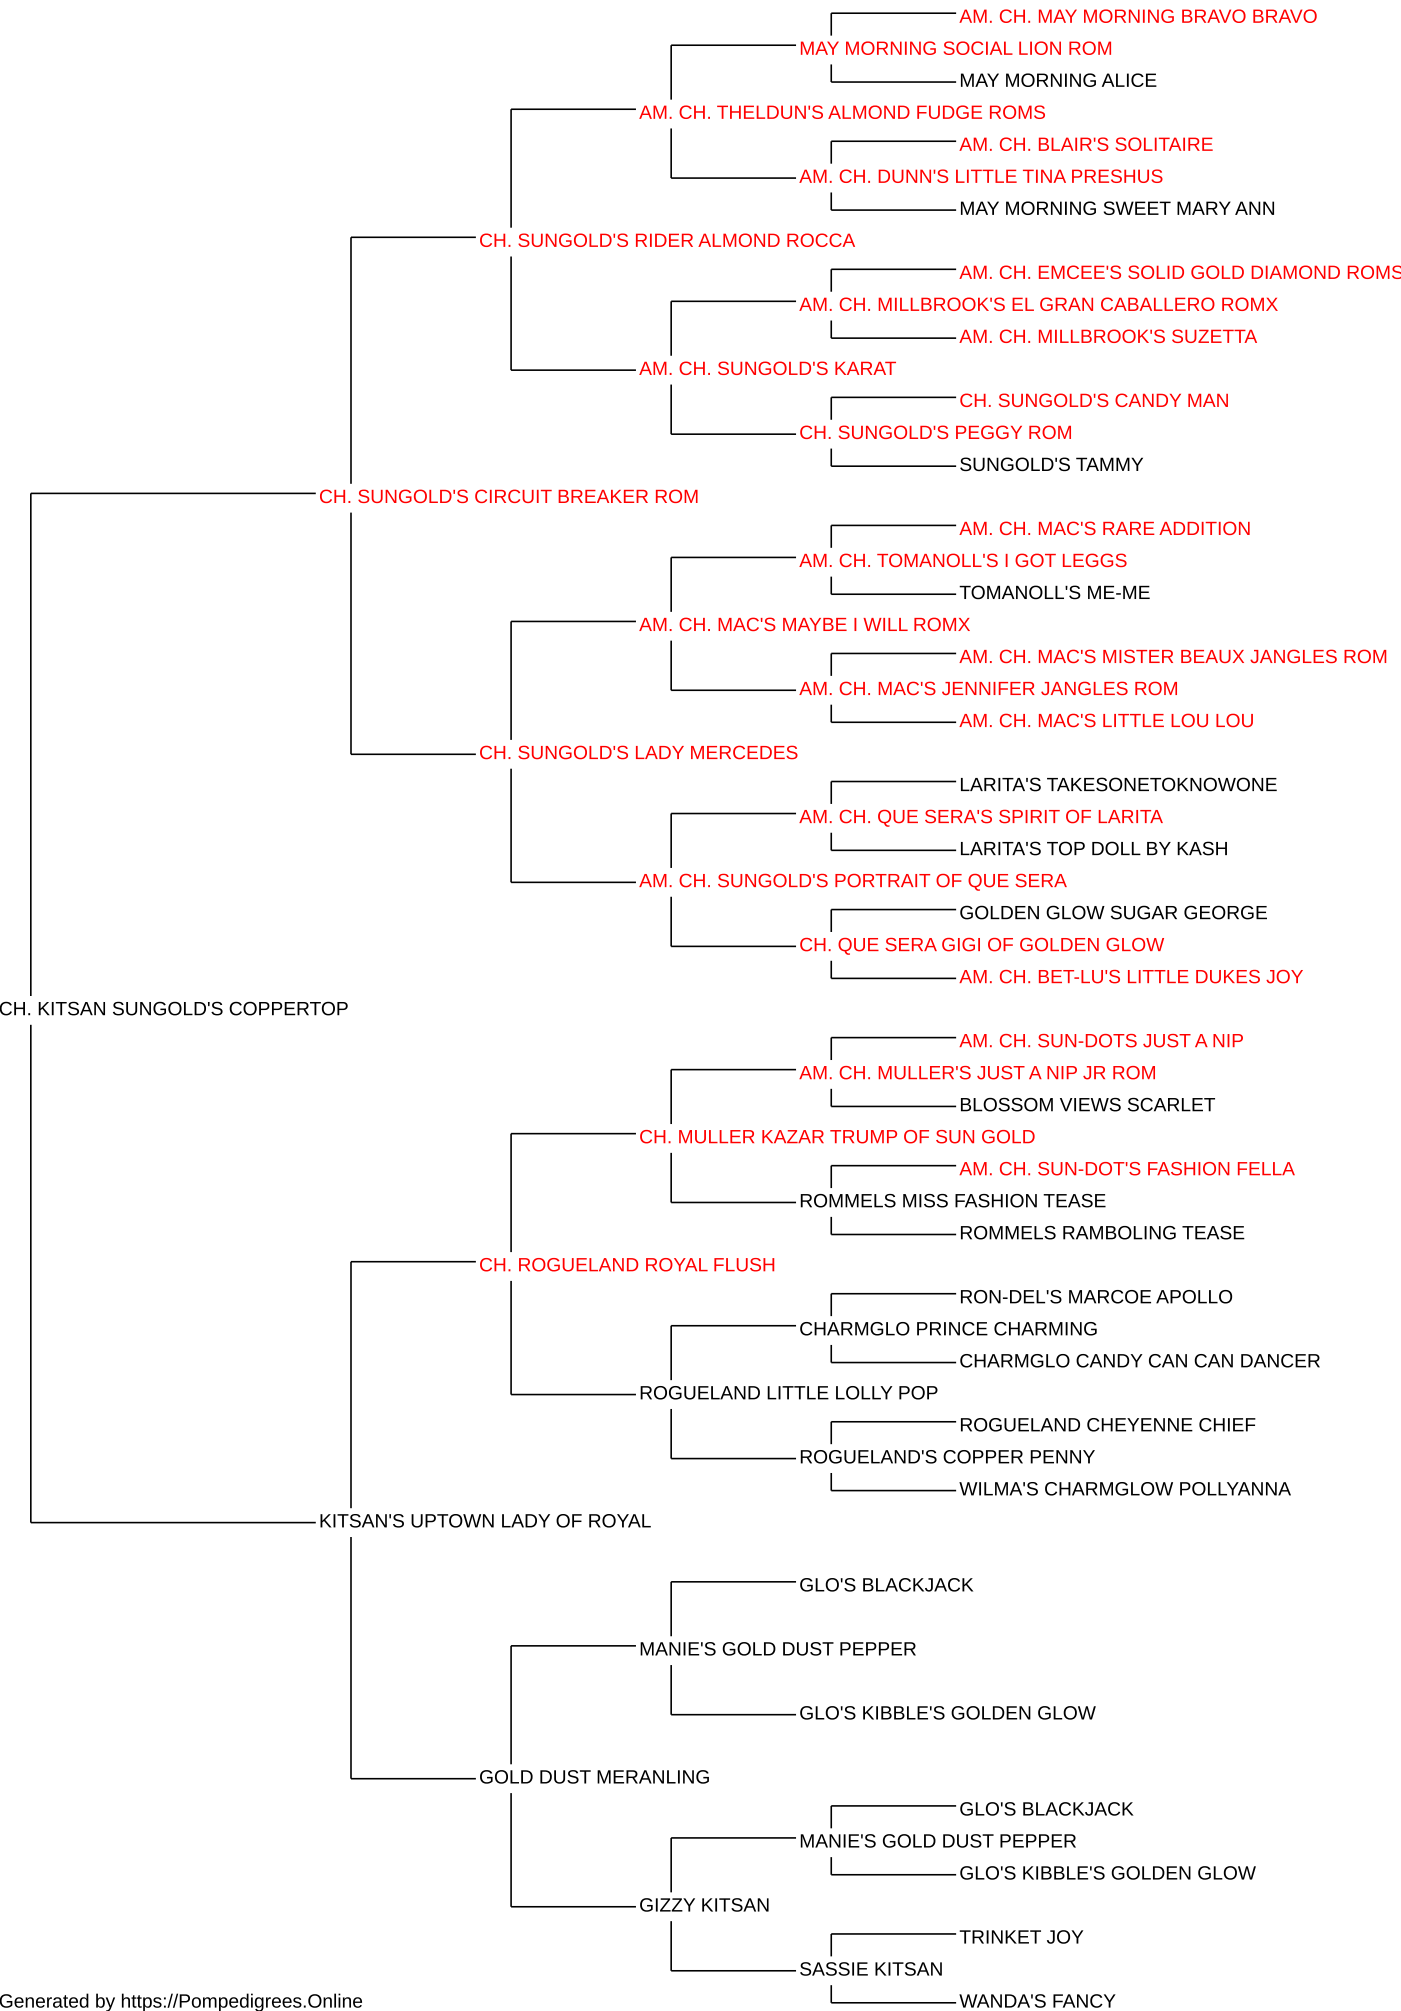 AM. CH. MAY MORNING BRAVO BRAVO
MAY MORNING SOCIAL LION ROM
MAY MORNING ALICE
AM. CH. THELDUN'S ALMOND FUDGE ROMS
AM. CH. BLAIR'S SOLITAIRE
AM. CH. DUNN'S LITTLE TINA PRESHUS
MAY MORNING SWEET MARY ANN
CH. SUNGOLD'S RIDER ALMOND ROCCA
AM. CH. EMCEE'S SOLID GOLD DIAMOND ROMS
AM. CH. MILLBROOK'S EL GRAN CABALLERO ROMX
AM. CH. MILLBROOK'S SUZETTA
AM. CH. SUNGOLD'S KARAT
CH. SUNGOLD'S CANDY MAN
CH. SUNGOLD'S PEGGY ROM
SUNGOLD'S TAMMY
CH. SUNGOLD'S CIRCUIT BREAKER ROM
AM. CH. MAC'S RARE ADDITION
AM. CH. TOMANOLL'S I GOT LEGGS
TOMANOLL'S ME-ME
AM. CH. MAC'S MAYBE I WILL ROMX
AM. CH. MAC'S MISTER BEAUX JANGLES ROM
AM. CH. MAC'S JENNIFER JANGLES ROM
AM. CH. MAC'S LITTLE LOU LOU
CH. SUNGOLD'S LADY MERCEDES
LARITA'S TAKESONETOKNOWONE
AM. CH. QUE SERA'S SPIRIT OF LARITA
LARITA'S TOP DOLL BY KASH
AM. CH. SUNGOLD'S PORTRAIT OF QUE SERA
GOLDEN GLOW SUGAR GEORGE
CH. QUE SERA GIGI OF GOLDEN GLOW
AM. CH. BET-LU'S LITTLE DUKES JOY
CH. KITSAN SUNGOLD'S COPPERTOP
AM. CH. SUN-DOTS JUST A NIP
AM. CH. MULLER'S JUST A NIP JR ROM
BLOSSOM VIEWS SCARLET
CH. MULLER KAZAR TRUMP OF SUN GOLD
AM. CH. SUN-DOT'S FASHION FELLA
ROMMELS MISS FASHION TEASE
ROMMELS RAMBOLING TEASE
CH. ROGUELAND ROYAL FLUSH
RON-DEL'S MARCOE APOLLO
CHARMGLO PRINCE CHARMING
CHARMGLO CANDY CAN CAN DANCER
ROGUELAND LITTLE LOLLY POP
ROGUELAND CHEYENNE CHIEF
ROGUELAND'S COPPER PENNY
WILMA'S CHARMGLOW POLLYANNA
KITSAN'S UPTOWN LADY OF ROYAL
GLO'S BLACKJACK
MANIE'S GOLD DUST PEPPER
GLO'S KIBBLE'S GOLDEN GLOW
GOLD DUST MERANLING
GLO'S BLACKJACK
MANIE'S GOLD DUST PEPPER
GLO'S KIBBLE'S GOLDEN GLOW
GIZZY KITSAN
TRINKET JOY
SASSIE KITSAN
WANDA'S FANCY
Generated by https://Pompedigrees.Online